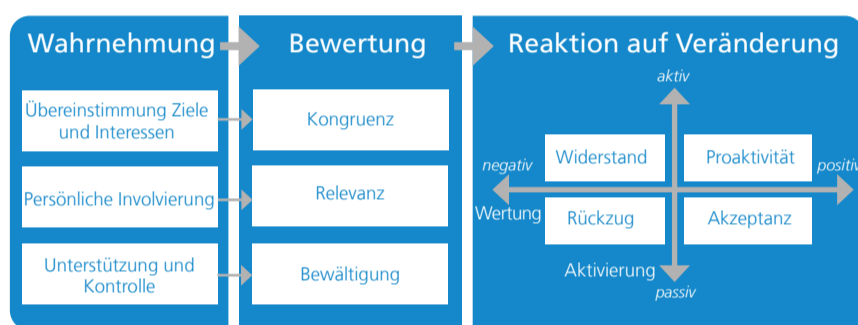 Wahrnehmung
Übereinstimmung Ziele
und Interessen
Persönliche Involvierung
Unterstützung und
Kontrolle
Bewertung
Kongruenz
Relevanz
Bewältigung
Reaktion auf Veränderung
aktiv
Widerstand
Proaktivität
negativ
positiv
Wertung
Rückzug
Akzeptanz
Aktivierung
passiv